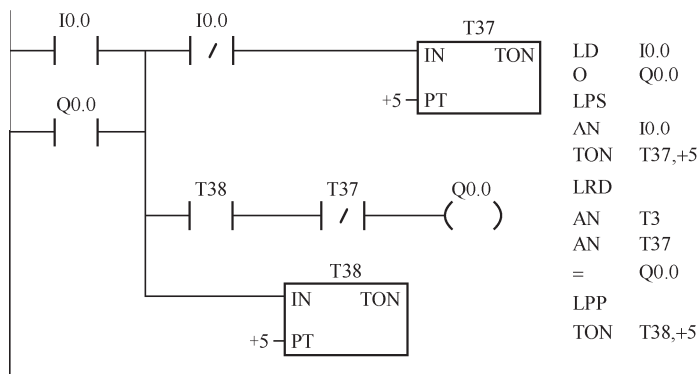 I0.0 I0.0 T37
IN TON
+5 PT
Q0.0
T38 T37 Q0.0
T38
IN TON
+5 PT
LD I0.0
O Q0.0
LPS
ΛN I0.0
TON T37,+5
LRD
AN T3
AN T37
= Q0.0
LPP
TON T38,+5